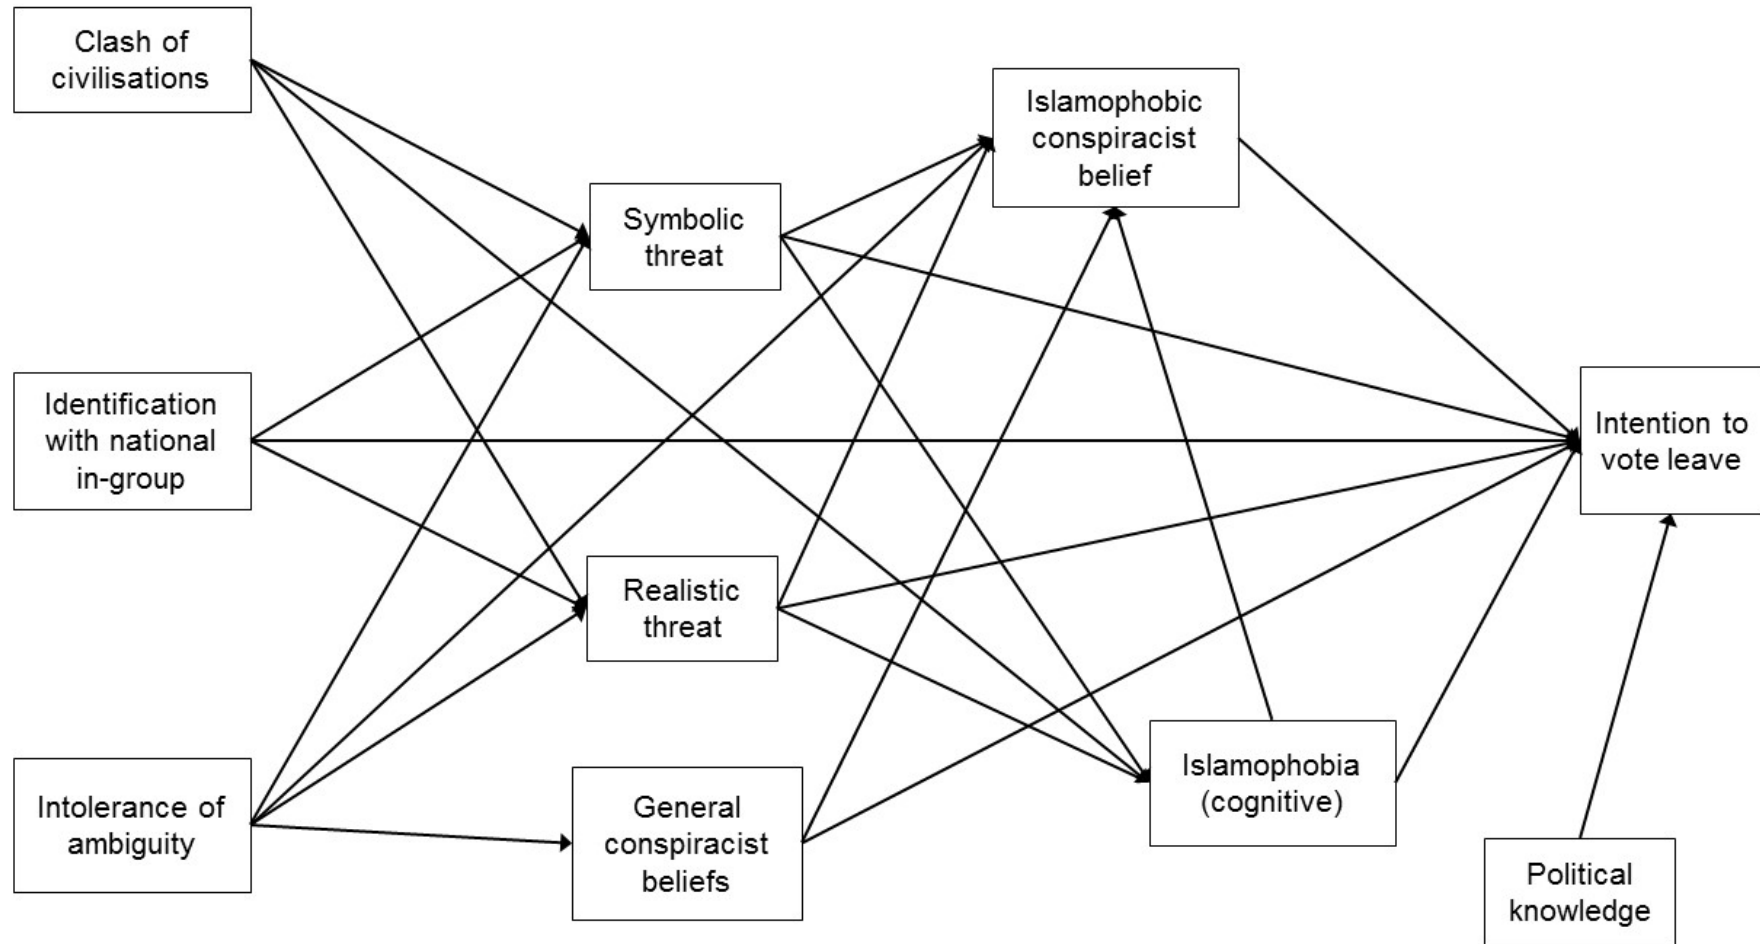 Clash of
civilisations
Islamophobic
conspiracist
belief
Symbolic
threat
Identification
with national
in-group
Intention to
vote leave
Realistic
threat
Islamophobia
(cognitive)
Intolerance of
ambiguity
General
conspiracist
beliefs
Political
knowledge